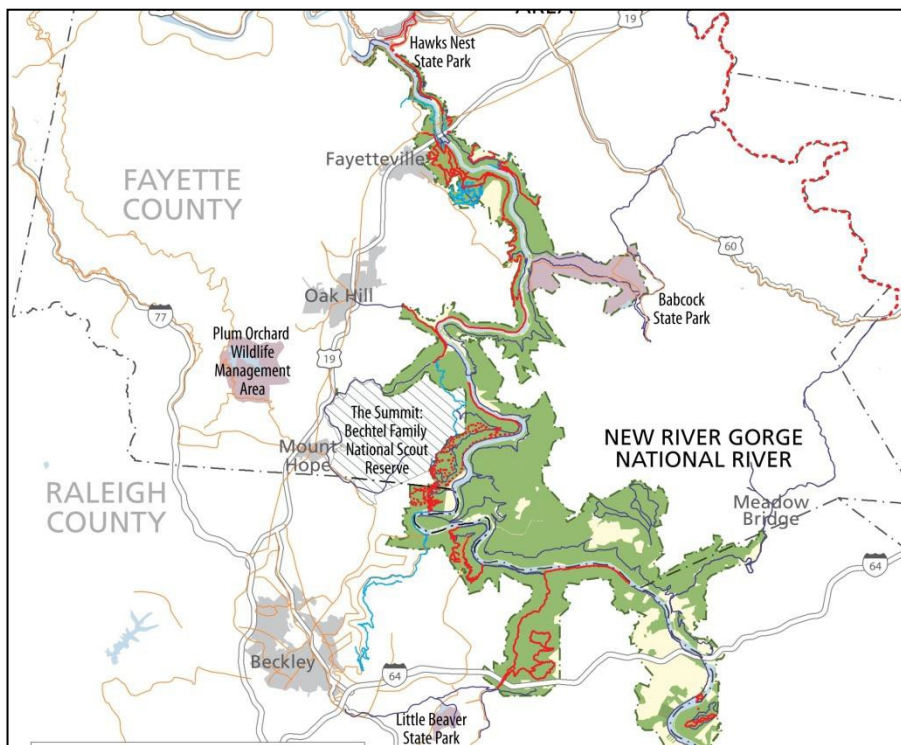 AREA
19
Hawks Nest
State Park
Fayetteville
FAYETTE
COUNTY
60
Oak Hill
Babcock
State Park
77
Plum Orchard
Wildlife
Management
Area
19
The Summit:
Bechtel Family
National Scout
Reserve
NEW RIVER GORGE
NATIONAL RIVER
Mount
Hope
RALEIGH
COUNTY
Meadow
Bridge
64
Beckley
64
Little Beaver
State Park